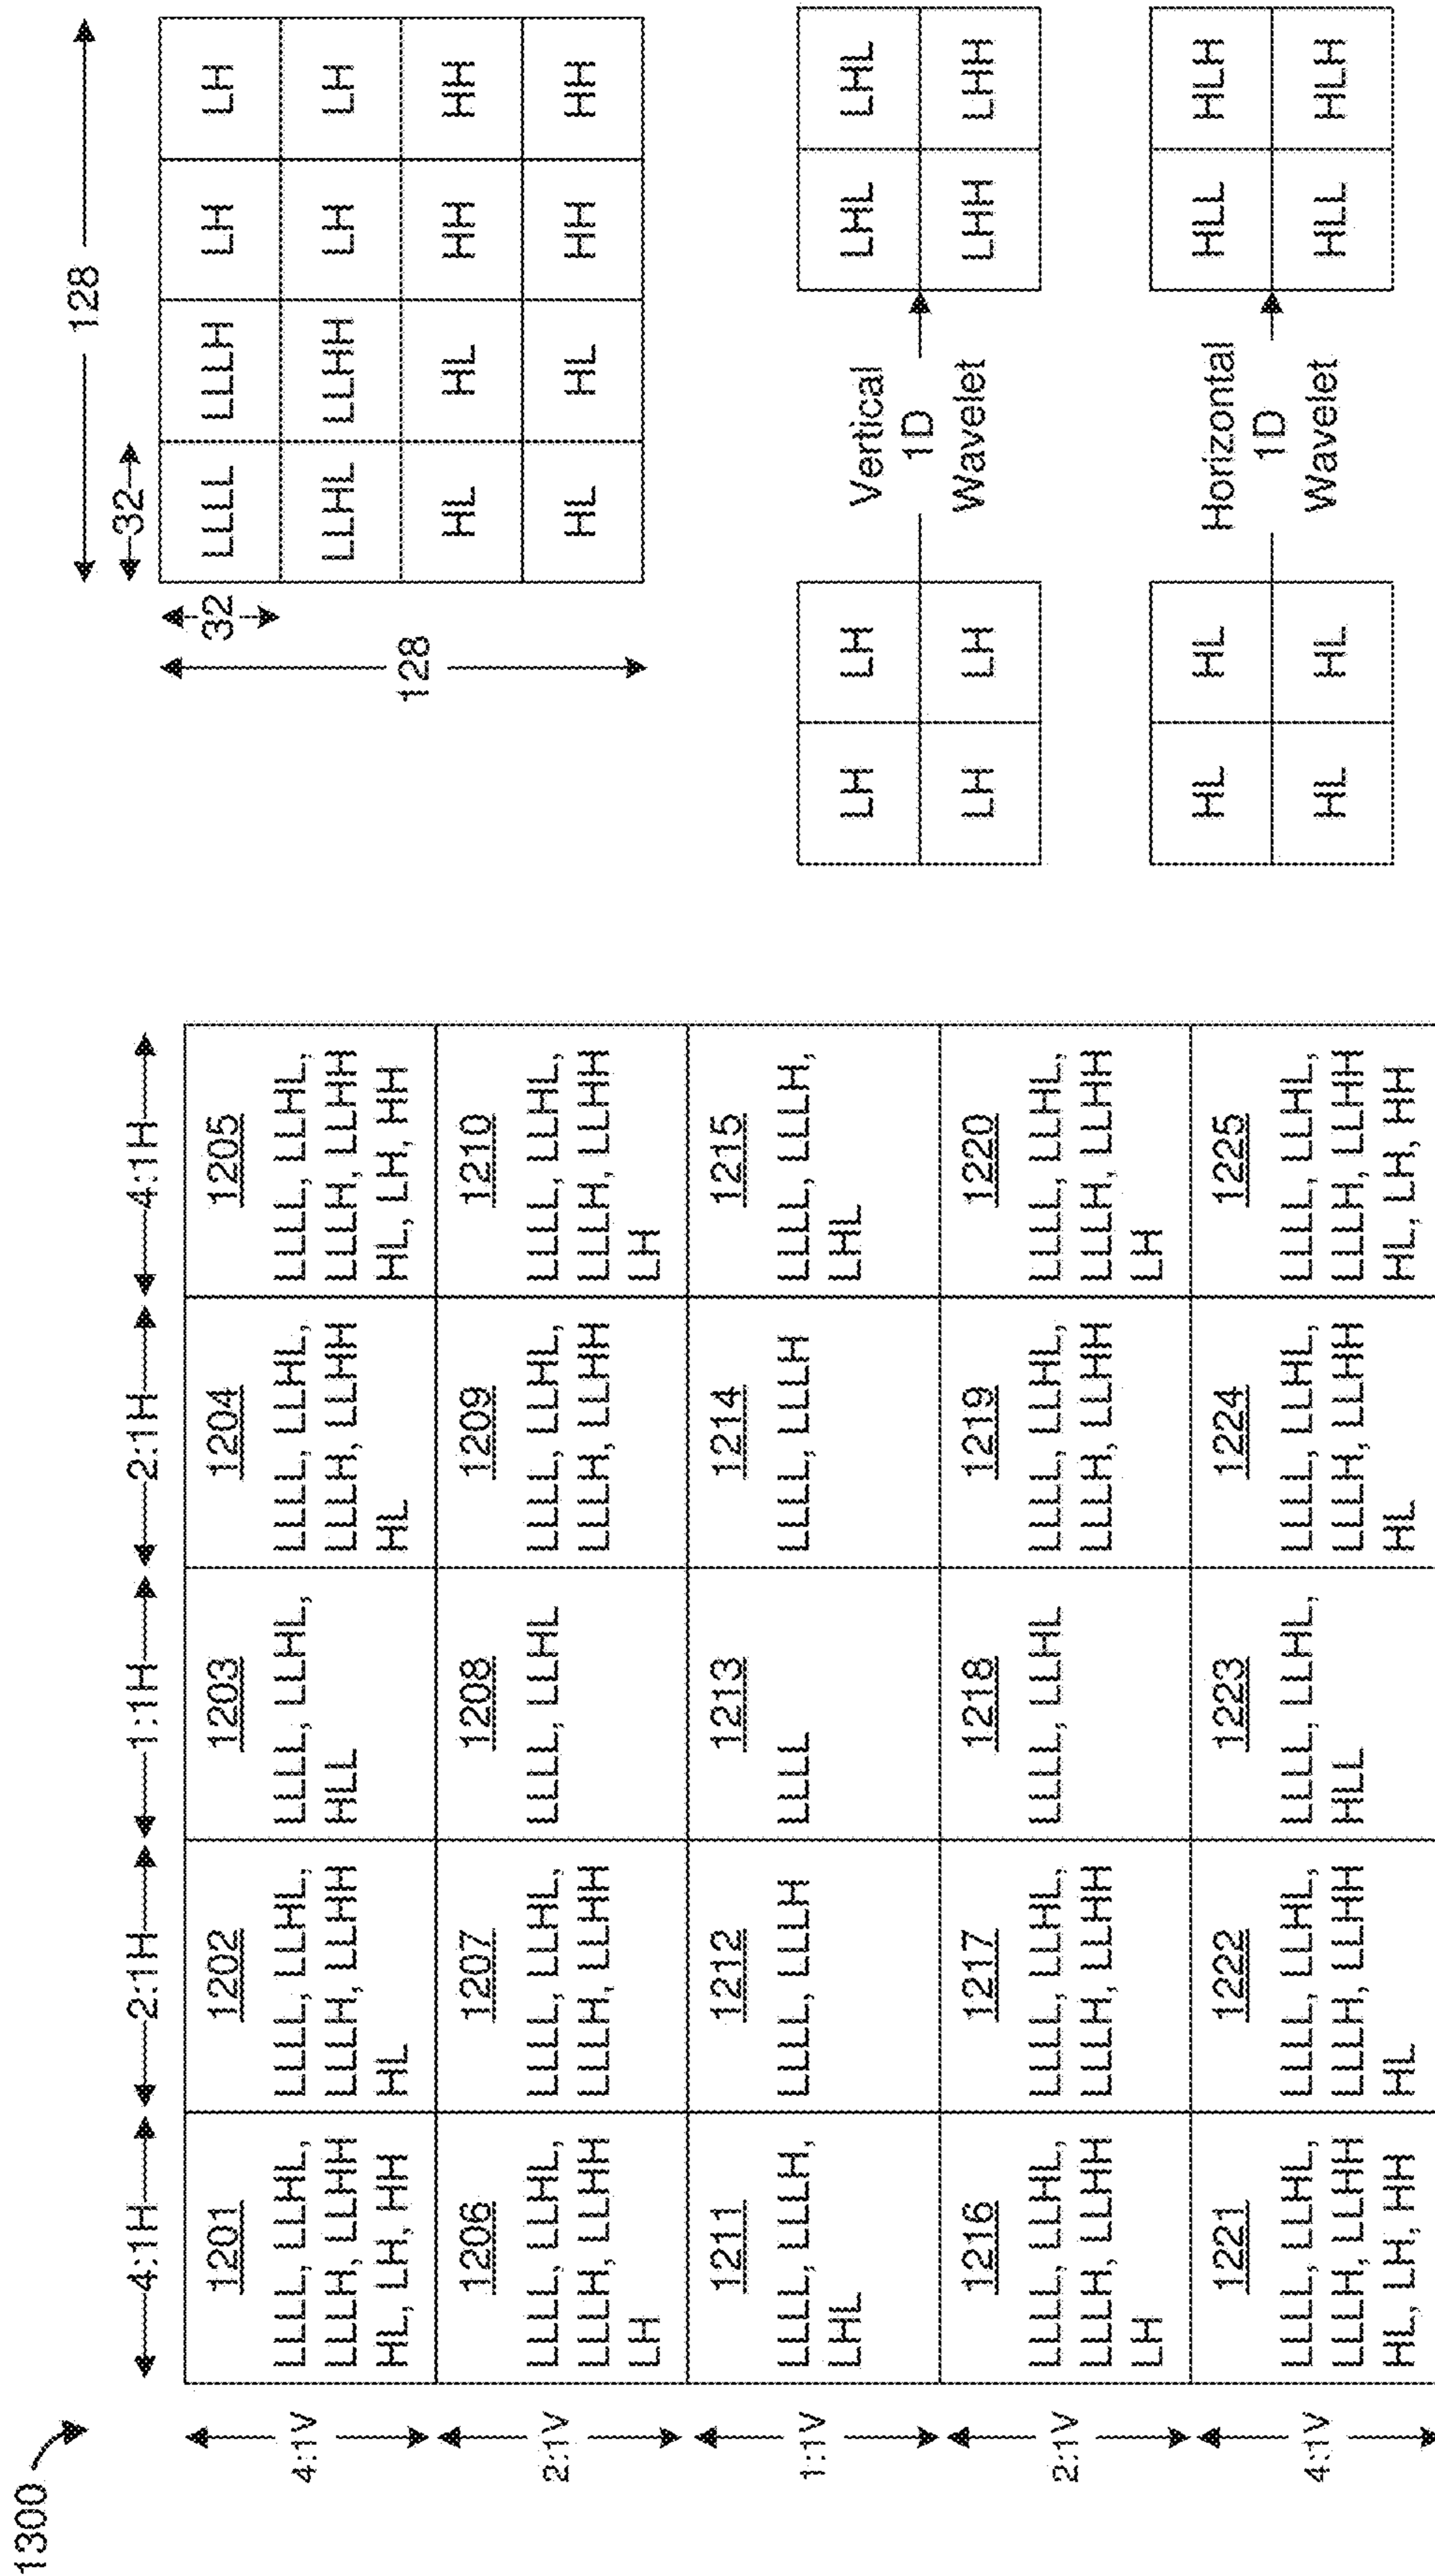 1300
4:1H 2:1H 1:1H 2:1H 4:1H
4:1V
1201 1202 1203 1204 1205
LLLL, LLHL, LLLL, LLHL, LLLL, LLHL, LLLL, LLHL, LLLL, LLHL,
LLLH, LLHH LLLH, LLHH HLL LLLH, LLHH LLLH, LLHH
HL, LH, HH HL HL HL, LH, HH
2:1V
1206 1207 1208 1209 1210
LLLL, LLHL, LLLL, LLHL, LLLL, LLHL LLLL, LLHL, LLLL, LLHL,
LLLH, LLHH LLLH, LLHH LLLH, LLHH LLLH, LLHH
LH LH
1:1V
1211 1212 1213 1214 1215
LLLL, LLLH, LLLL, LLLH LLLL LLLL, LLLH LLLL, LLLH,
LHL LHL
2:1V
1216 1217 1218 1219 1220
LLLL, LLHL, LLLL, LLHL, LLLL, LLHL LLLL, LLHL, LLLL, LLHL,
LLLH, LLHH LLLH, LLHH LLLH, LLHH LLLH, LLHH
LH LH
4:1V
1221 1222 1223 1224 1225
LLLL, LLHL, LLLL, LLHL, LLLL, LLHL, LLLL, LLHL, LLLL, LLHL,
LLLH, LLHH LLLH, LLHH HLL LLLH, LLHH LLLH, LLHH
HL, LH, HH HL HL HL, LH, HH
128
32
32
128
LLLL LLLH LH LH
LLHL LLHH LH LH
HL HL HH HH
HL HL HH HH
LH LH
LH LH
Vertical
1D
Wavelet
LHL LHL
LHH LHH
HL HL
HL HL
Horizontal
1D
Wavelet
HLL HLH
HLL HLH